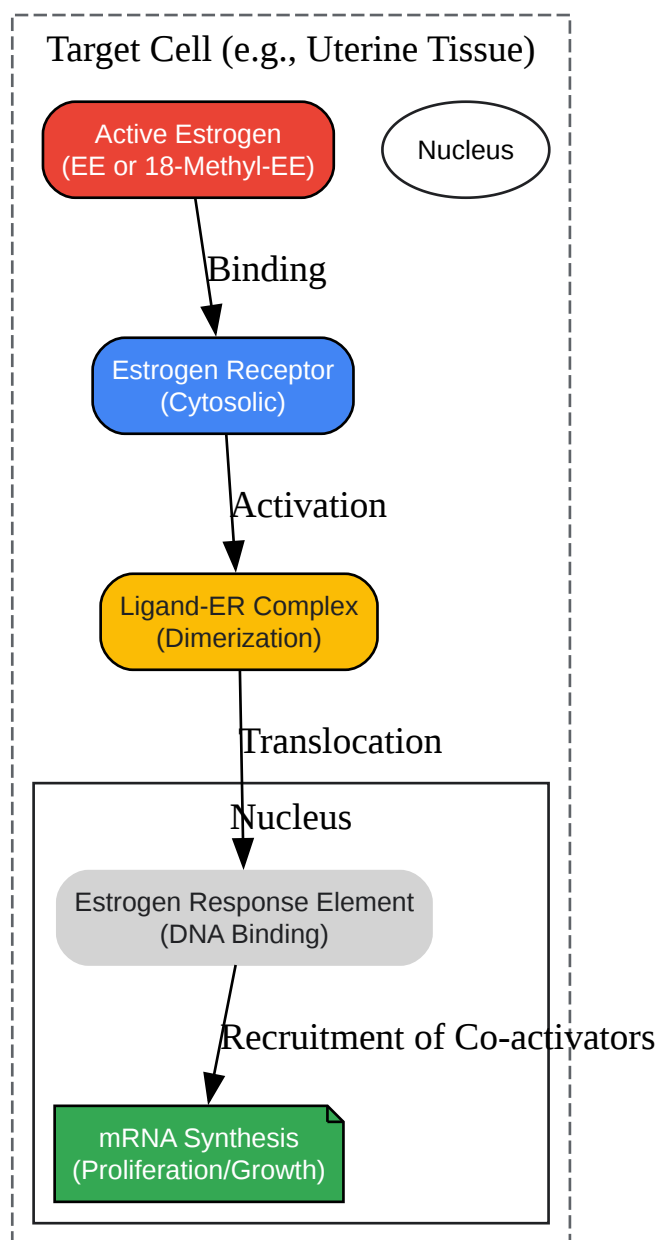 Target Cell (e.g., Uterine Tissue)
Active Estrogen
(EE or 18-Methyl-EE)
Nucleus
Binding
Estrogen Receptor
(Cytosolic)
Activation
Ligand-ER Complex
(Dimerization)
Translocation
Nucleus
Estrogen Response Element
(DNA Binding)
Recruitment of Co-activators
mRNA Synthesis
(Proliferation/Growth)